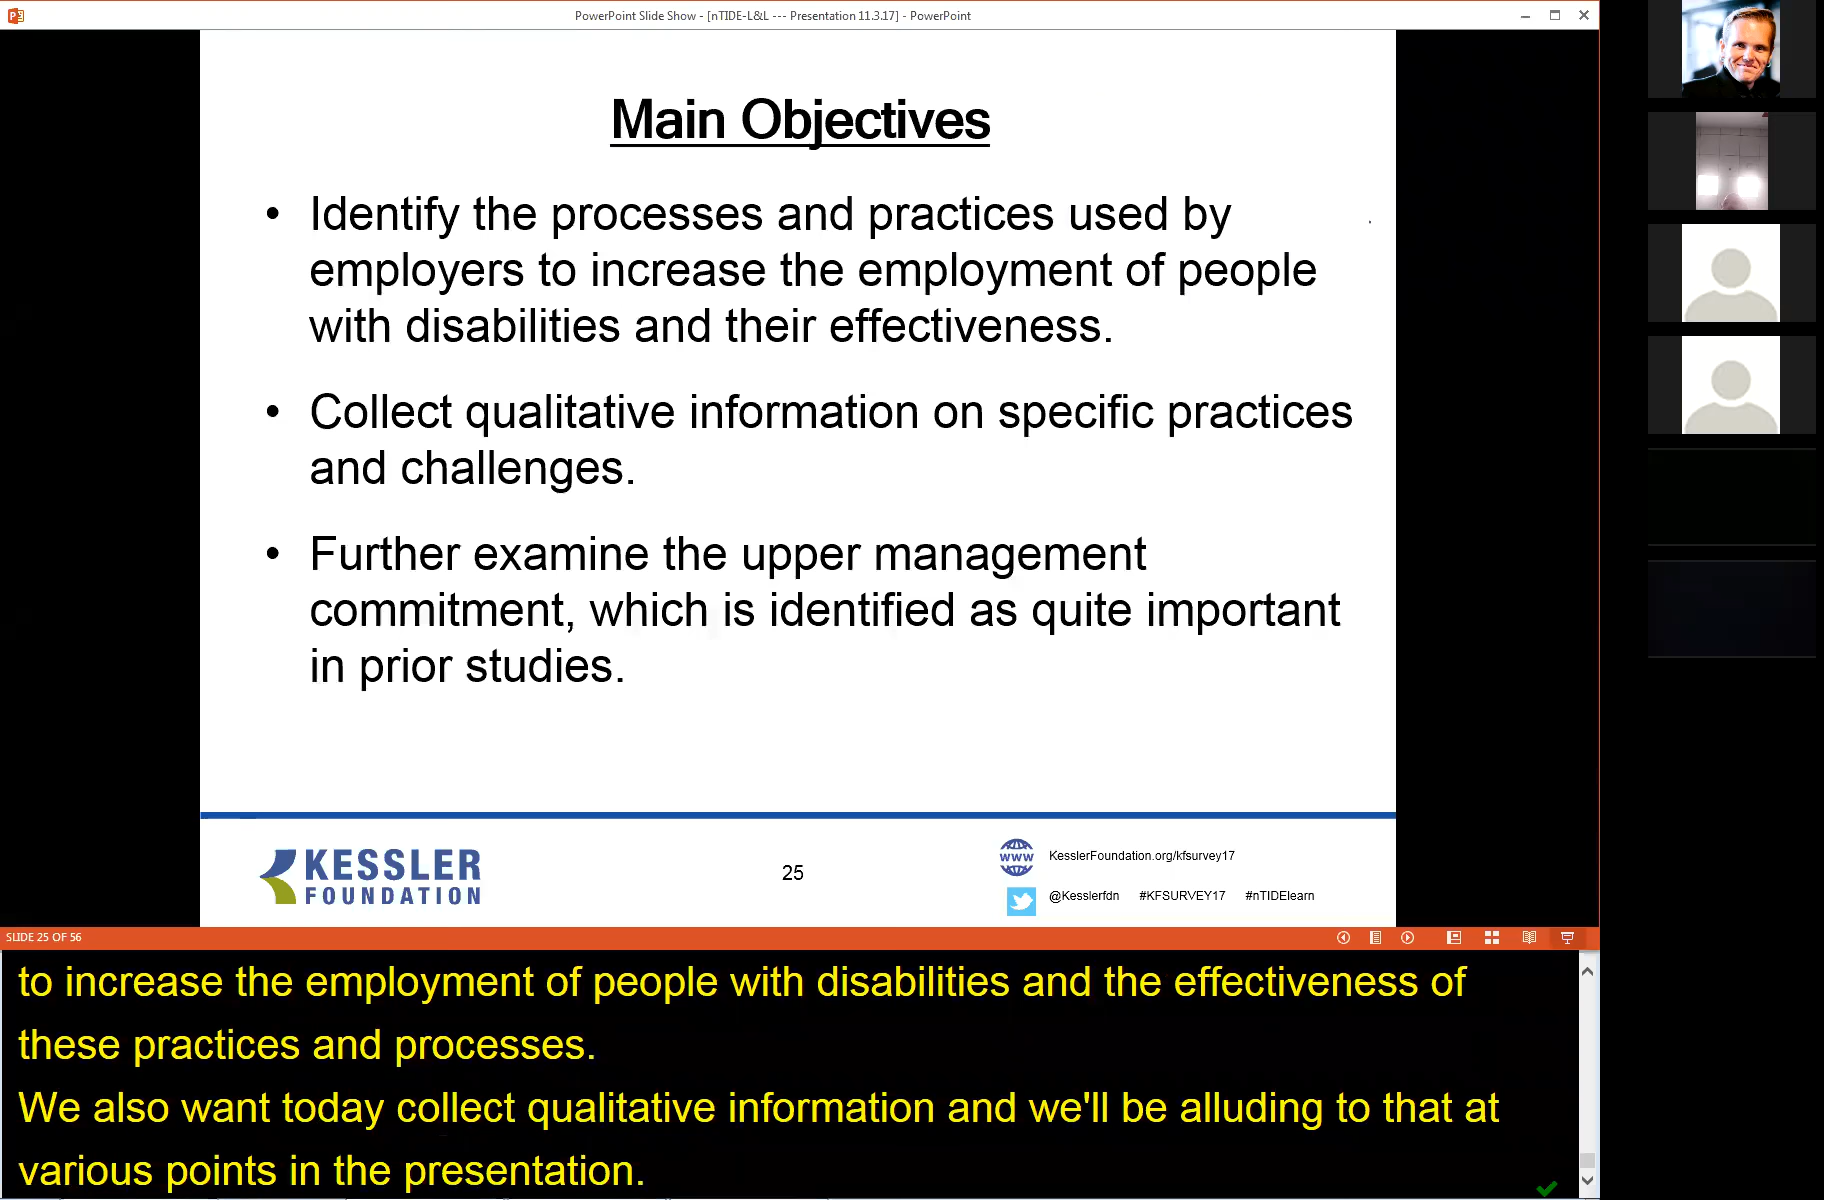 PowerPoint Slide Show - [nTIDE-L&L --- Presentation 11.3.17] - PowerPoint
Main Objectives
• Identify the processes and practices used by
employers to increase the employment of people
with disabilities and their effectiveness.
• Collect qualitative information on specific practices
and challenges.
• Further examine the upper management
commitment, which is identified as quite important
in prior studies.
KESSLER
FOUNDATION
25
www KesslerFoundation.org/kfsurvey17
@Kesslerfdn #KFSURVEY17 #nTIDElearn
SLIDE 25 OF 56
to increase the employment of people with disabilities and the effectiveness of
these practices and processes.
We also want today collect qualitative information and we'll be alluding to that at
various points in the presentation.